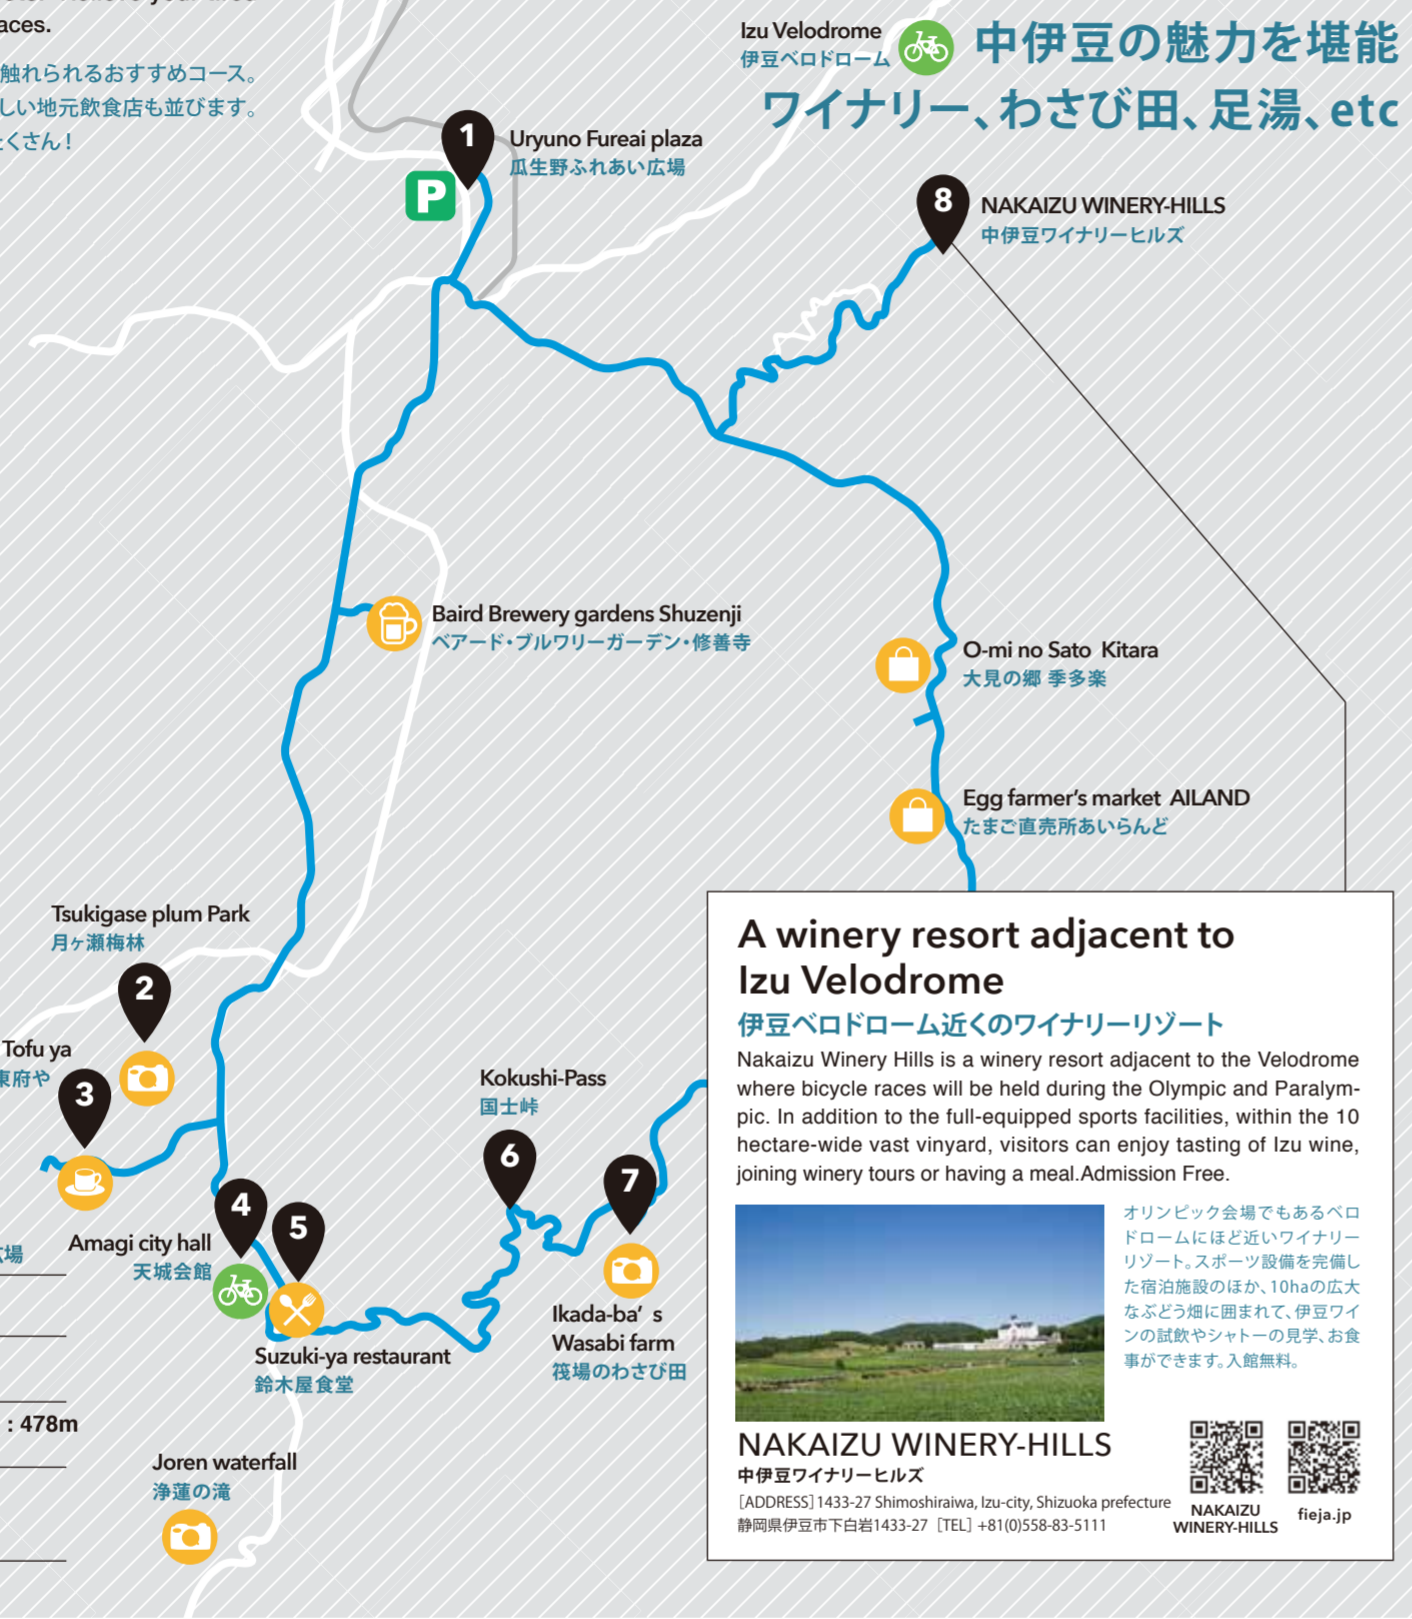 aces.
触れられるおすすめコース。
しい地元飲食店も並びます。
たくさん！
Izu Velodrome
伊豆ベロドローム
中伊豆の魅力を堪能
ワイナリー、わさび田、足湯、etc
1
Uryuno Fureai plaza
瓜生野ふれあい広場
P
8
NAKAIZU WINERY-HILLS
中伊豆ワイナリーヒルズ
Baird Brewery gardens Shuzenji
ベアード・ブルワリーガーデン・修善寺
O-mi no Sato Kitara
大見の郷 季多楽
Egg farmer's market AILAND
たまご直売所あいらんど
Tsukigase plum Park
月ヶ瀬梅林
2
Tofu ya
東府や
3
Kokushi-Pass
国士峠
6
7
4
5
Amagi city hall
天城会館
広場
Ikada-ba’s
Wasabi farm
筏場のわさび田
Suzuki-ya restaurant
鈴木屋食堂
: 478m
Joren waterfall
浄蓮の滝
A winery resort adjacent to
Izu Velodrome
伊豆ベロドローム近くのワイナリーリゾート
Nakaizu Winery Hills is a winery resort adjacent to the Velodrome
where bicycle races will be held during the Olympic and Paralym-
pic. In addition to the full-equipped sports facilities, within the 10
hectare-wide vast vinyard, visitors can enjoy tasting of Izu wine,
joining winery tours or having a meal.Admission Free.
オリンピック会場でもあるベロ
ドロームにほど近いワイナリー
リゾート。スポーツ設備を完備し
た宿泊施設のほか、10haの広大
なぶどう畑に囲まれて、伊豆ワイ
ンの試飲やシャトーの見学、お食
事ができます。入館無料。
NAKAIZU WINERY-HILLS
中伊豆ワイナリーヒルズ
［ADDRESS］1433-27 Shimoshiraiwa, Izu-city, Shizuoka prefecture
静岡県伊豆市下白岩1433-27［TEL］+81(0)558-83-5111
NAKAIZU
WINERY-HILLS
fieja.jp